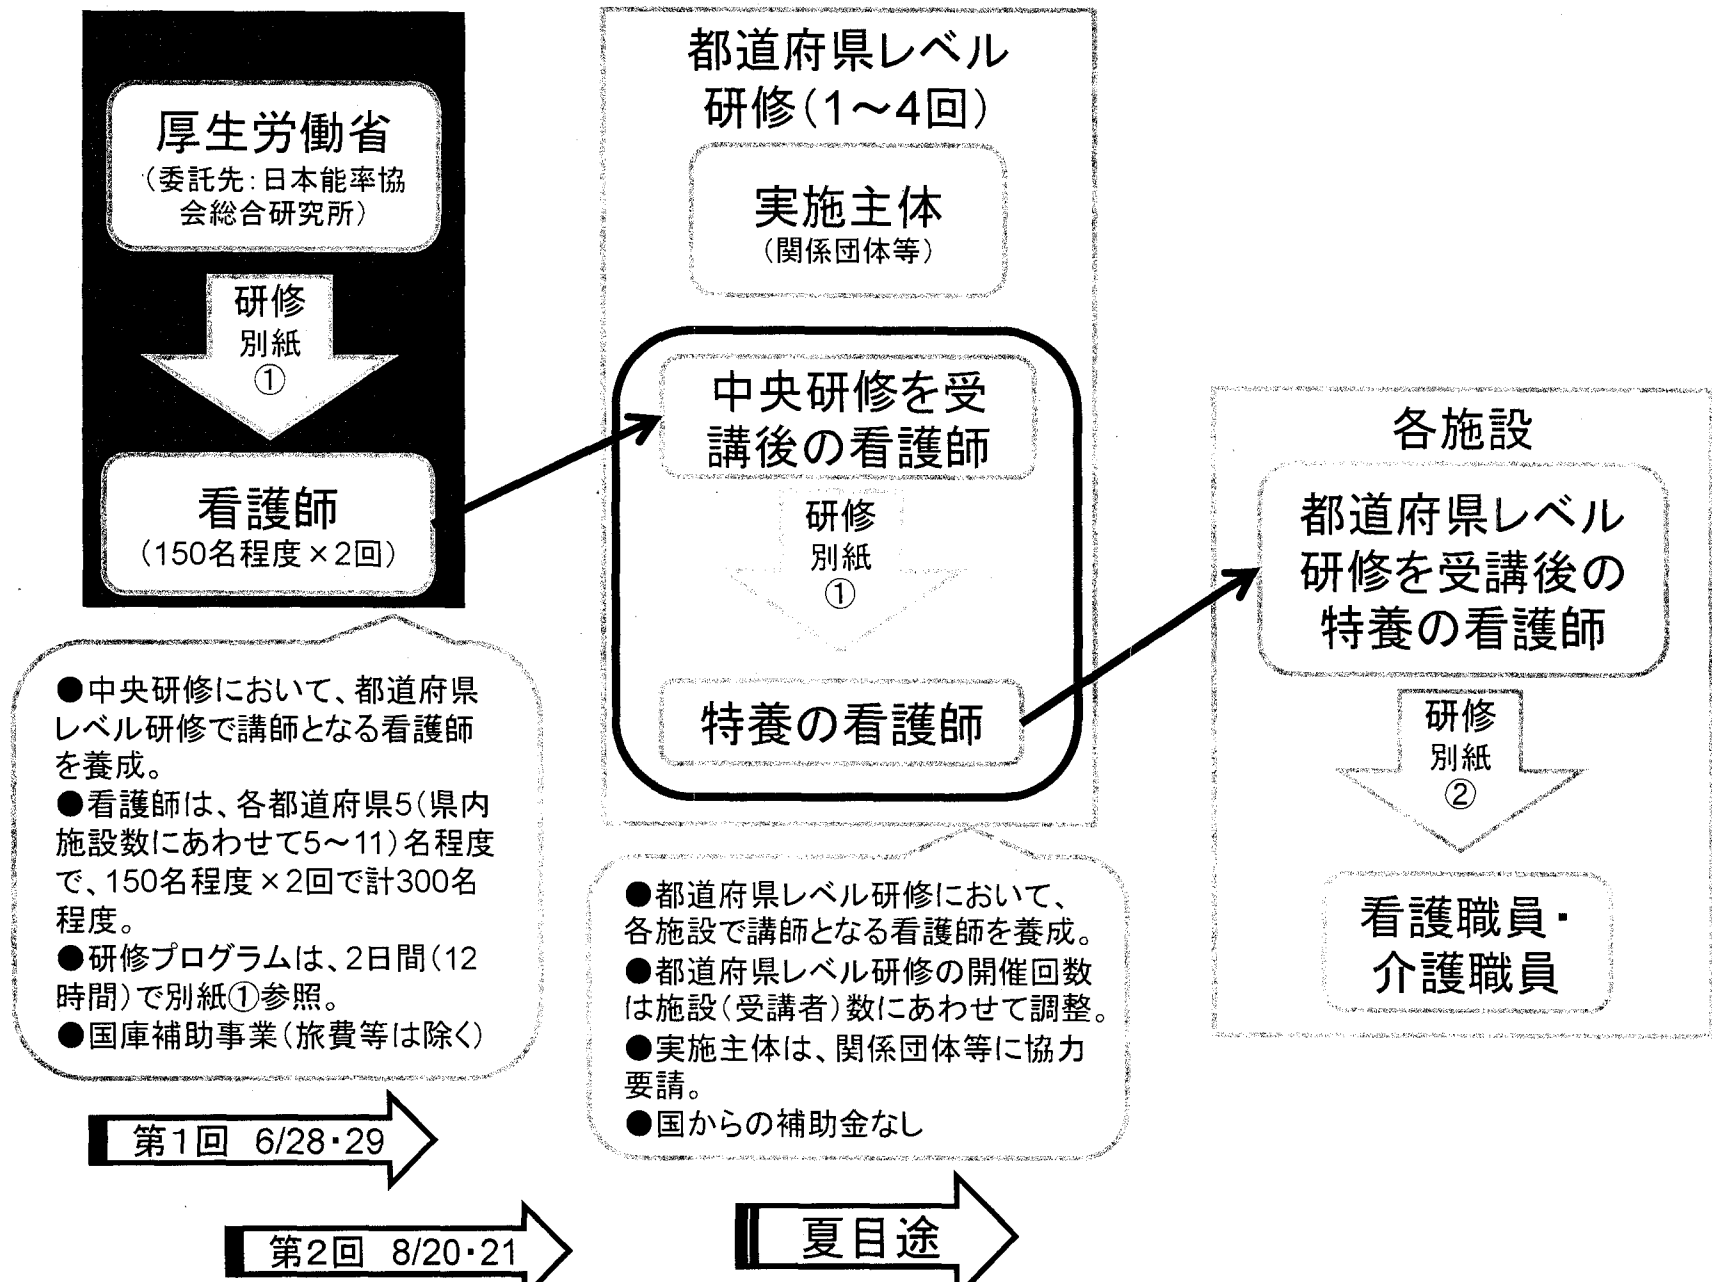 厚生労働省
（委託先：日本能率協
会総合研究所）
研修
別紙
①
看護師
（150名程度×2回）
●中央研修において、都道府県
レベル研修で講師となる看護師
を養成。
●看護師は、各都道府県5（県内
施設数にあわせて5～11）名程度
で、150名程度×2回で計300名
程度。
●研修プログラムは、2日間（12
時間）で別紙①参照。
●国庫補助事業（旅費等は除く）
第1回 6/28・29
第2回 8/20・21
都道府県レベル
研修（1～4回）
実施主体
（関係団体等）
中央研修を受
講後の看護師
研修
別紙
①
特養の看護師
●都道府県レベル研修において、
各施設で講師となる看護師を養成。
●都道府県レベル研修の開催回数
は施設（受講者）数にあわせて調整。
●実施主体は、関係団体等に協力
要請。
●国からの補助金なし
夏目途
各施設
都道府県レベル
研修を受講後の
特養の看護師
研修
別紙
②
看護職員・
介護職員